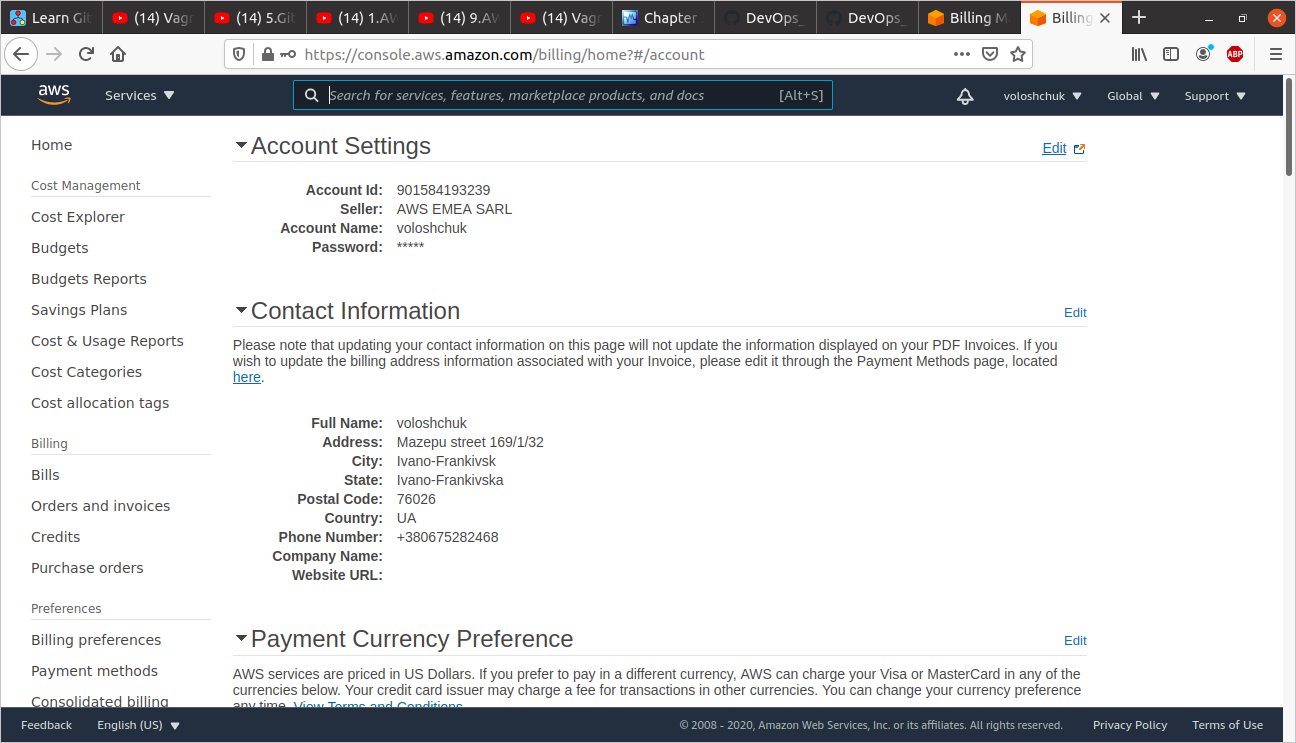 Learn Git
(14) Vagr
(14) 5.Git
(14) 1.AW
(14) 9.AW
(14) Vagr
Chapter
DevOps_
DevOps_
Billing M
Billing
https://console.aws.amazon.com/billing/home?#/account
ABP
aws
Services
Search for services, features, marketplace products, and docs
[Alt+S]
voloshchuk
Global
Support
Home
Cost Management
Cost Explorer
Budgets
Budgets Reports
Savings Plans
Cost & Usage Reports
Cost Categories
Cost allocation tags
Billing
Bills
Orders and invoices
Credits
Purchase orders
Preferences
Billing preferences
Payment methods
Consolidated billing
Account Settings
Edit
Account Id: 901584193239
Seller: AWS EMEA SARL
Account Name: voloshchuk
Password: *****
Contact Information
Edit
Please note that updating your contact information on this page will not update the information displayed on your PDF Invoices. If you
wish to update the billing address information associated with your Invoice, please edit it through the Payment Methods page, located
here.
Full Name: voloshchuk
Address: Mazepu street 169/1/32
City: Ivano-Frankivsk
State: Ivano-Frankivska
Postal Code: 76026
Country: UA
Phone Number: +380675282468
Company Name:
Website URL:
Payment Currency Preference
Edit
AWS services are priced in US Dollars. If you prefer to pay in a different currency, AWS can charge your Visa or MasterCard in any of the
currencies below. Your credit card issuer may charge a fee for transactions in other currencies. You can change your currency preference
any time. View Terms and Conditions
Feedback
English (US)
© 2008 - 2020, Amazon Web Services, Inc. or its affiliates. All rights reserved.
Privacy Policy
Terms of Use